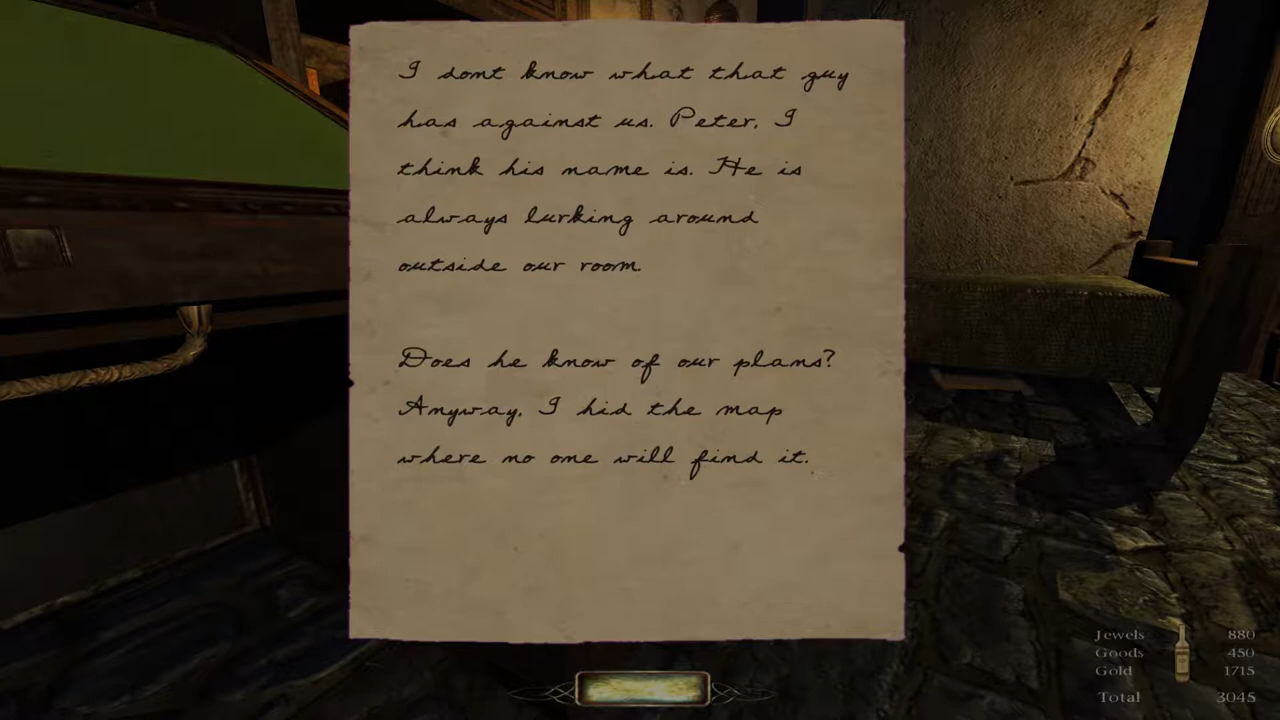 I dont know what that guy
has against us. Peter, I
think his name is. He is
always lurking around
outside our room.
Does he know of our plans?
Anyway, I hid the map
where no one will find it.
Jewels 880
Goods 450
Gold 1715
Total 3045